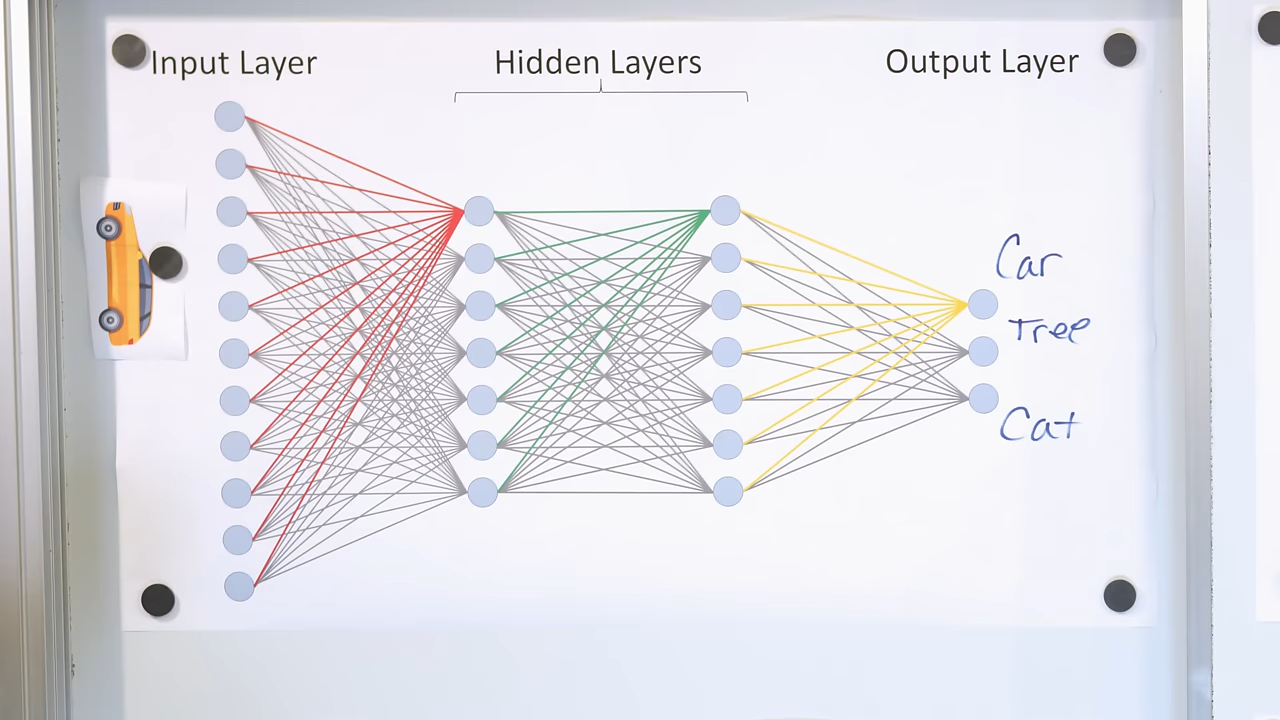 Input Layer
Hidden Layers
Output Layer
Car
Tree
Cat